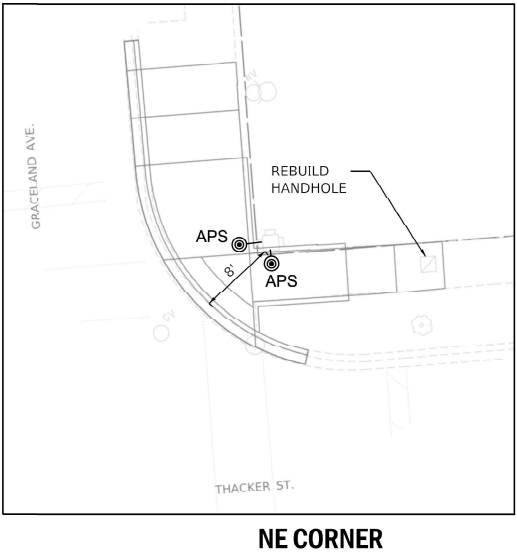 GRACELAND AVE.
REBUILD
HANDHOLE
APS
8'
APS
THACKER ST.
NE CORNER